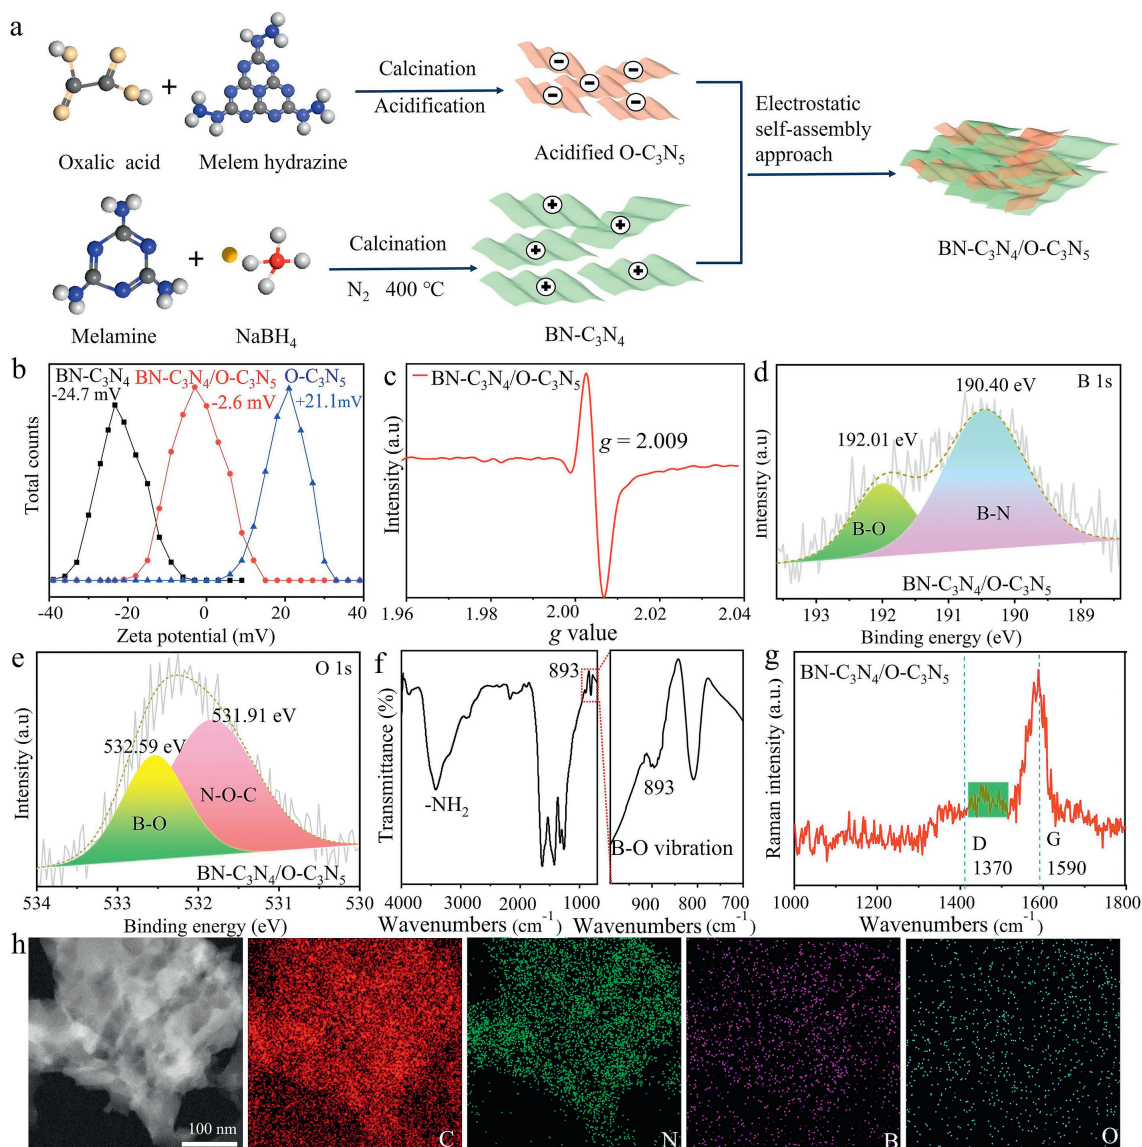 a
Oxalic acid
+
Melem hydrazine
Calcination
Acidification
Acidified O-C₃N₅
Electrostatic
self-assembly
approach
BN-C₃N₄/O-C₃N₅
Melamine
+
NaBH₄
Calcination
N₂ 400 °C
BN-C₃N₄
b
BN-C₃N₄ BN-C₃N₄/O-C₃N₅ O-C₃N₅
-24.7 mV -2.6 mV +21.1mV
Total counts
-40 -20 0 20 40
Zeta potential (mV)
c
BN-C₃N₄/O-C₃N₅
g = 2.009
Intensity (a.u)
1.96 1.98 2.00 2.02 2.04
g value
d
B 1s
190.40 eV
192.01 eV
B-O
B-N
BN-C₃N₄/O-C₃N₅
Intensity (a.u)
193 192 191 190 189
Binding energy (eV)
e
O 1s
531.91 eV
532.59 eV
N-O-C
B-O
BN-C₃N₄/O-C₃N₅
Intensity (a.u)
534 533 532 531 530
Binding energy (eV)
f
893
-NH₂
Transmittance (%)
4000 3000 2000 1000
Wavenumbers (cm⁻¹)
893
B-O vibration
900 800 700
Wavenumbers (cm⁻¹)
g
BN-C₃N₄/O-C₃N₅
D G
1370 1590
Raman intensity (a.u.)
1000 1200 1400 1600 1800
Wavenumbers (cm⁻¹)
h
100 nm
C
N
B
O